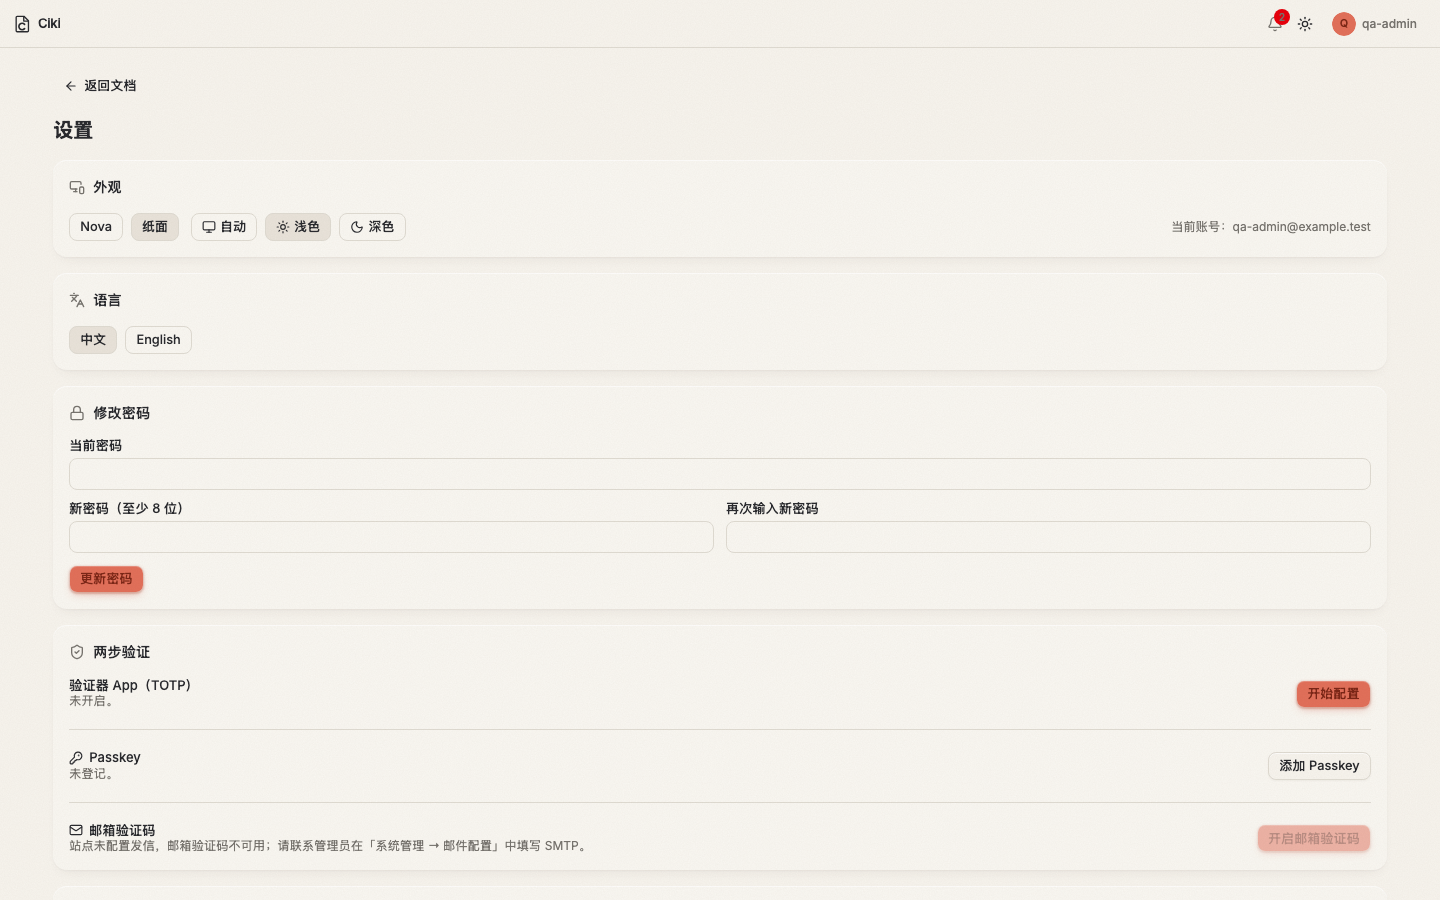 Ciki
2
Q
qa-admin
返回文档
设置
外观
Nova
纸面
自动
浅色
深色
当前账号：qa-admin@example.test
语言
中文
English
修改密码
当前密码
新密码（至少 8 位）
再次输入新密码
更新密码
两步验证
验证器 App（TOTP）
未开启。
开始配置
Passkey
未登记。
添加 Passkey
邮箱验证码
站点未配置发信，邮箱验证码不可用；请联系管理员在「系统管理 → 邮件配置」中填写 SMTP。
开启邮箱验证码